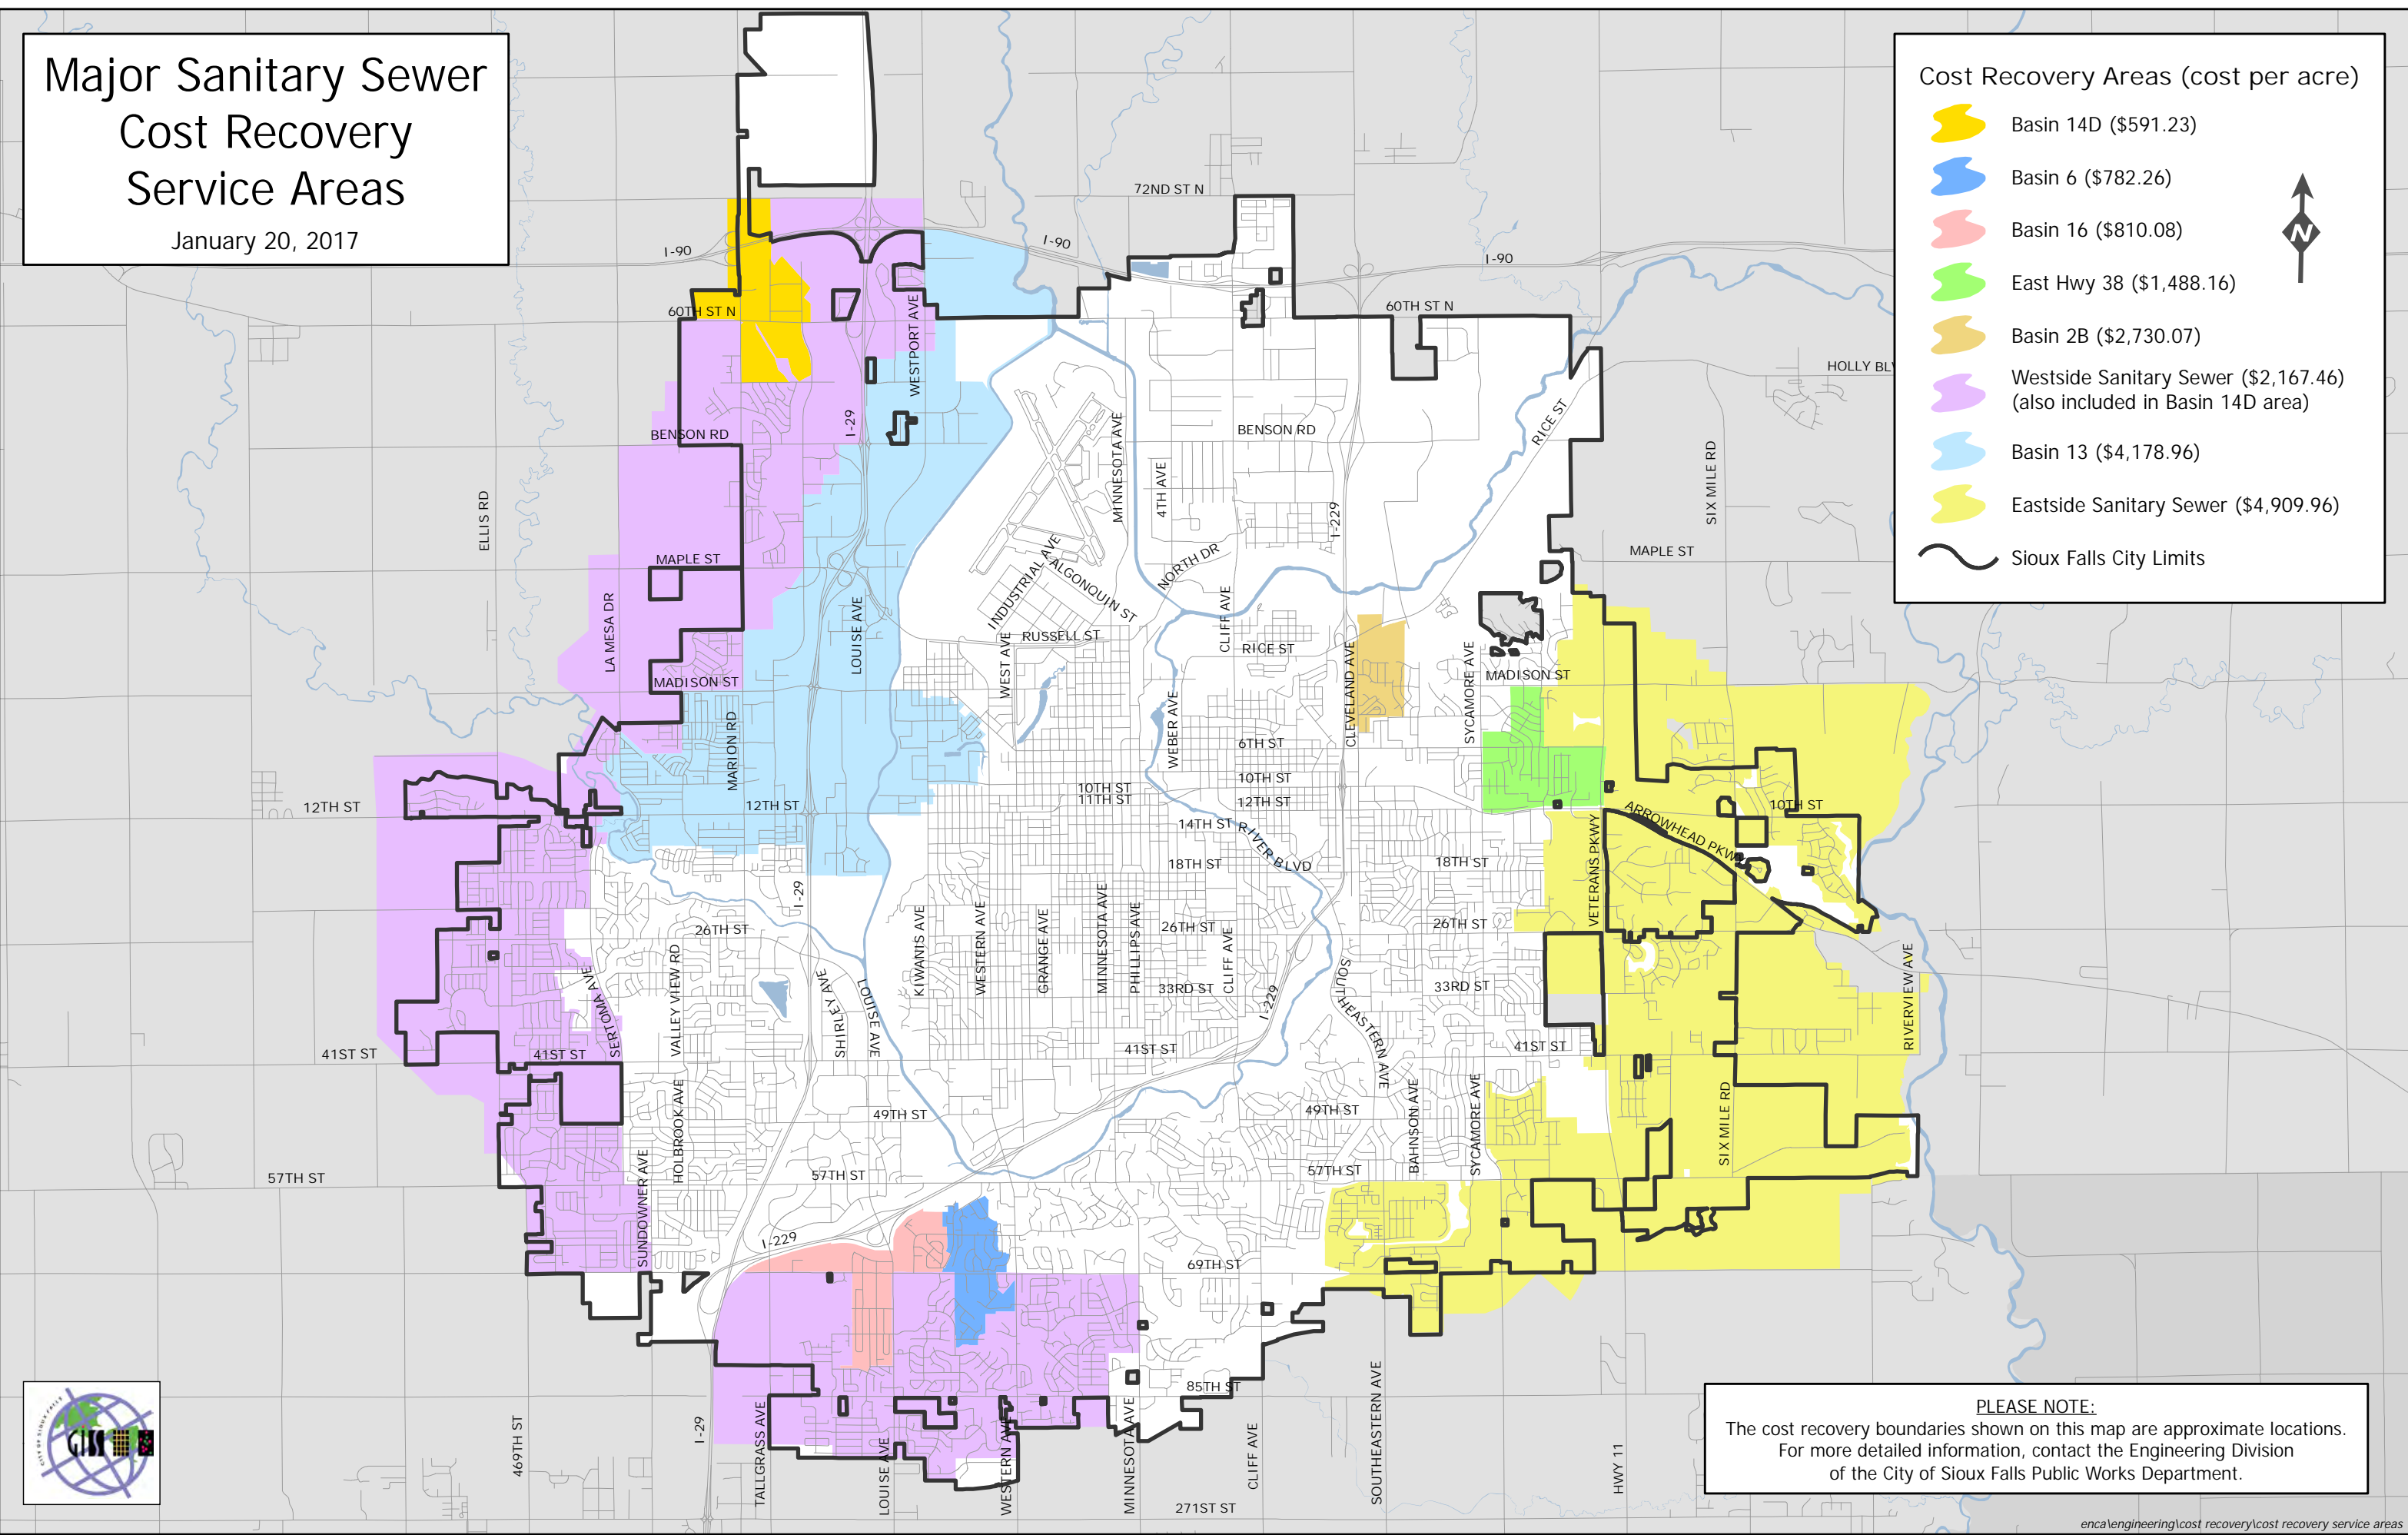 Major Sanitary Sewer
Cost Recovery
Service Areas
January 20, 2017
Cost Recovery Areas (cost per acre)
Basin 14D ($591.23)
Basin 6 ($782.26)
Basin 16 ($810.08)
East Hwy 38 ($1,488.16)
Basin 2B ($2,730.07)
Westside Sanitary Sewer ($2,167.46)
(also included in Basin 14D area)
Basin 13 ($4,178.96)
Eastside Sanitary Sewer ($4,909.96)
Sioux Falls City Limits
N
72ND ST N
I-90
I-90
I-90
60TH ST N
60TH ST N
WESTPORT AVE
HOLLY BLV
I-29
BENSON RD
BENSON RD
MINNESOTA AVE
4TH AVE
RICE ST
SIX MILE RD
ELLIS RD
I-229
MAPLE ST
MAPLE ST
INDUSTRIAL AVE
ALGONQUIN ST
NORTH DR
LA MESA DR
LOUISE AVE
CLIFF AVE
RUSSELL ST
RICE ST
WEST AVE
CLEVELAND AVE
SYCAMORE AVE
MADISON ST
MADISON ST
MARION RD
WEBER AVE
6TH ST
10TH ST
10TH ST
11TH ST
12TH ST
12TH ST
12TH ST
10TH ST
ARROWHEAD PKWY
14TH ST
RIVER BLVD
VETERANS PKWY
18TH ST
18TH ST
I-29
KIWANIS AVE
WESTERN AVE
GRANGE AVE
MINNESOTA AVE
PHILLIPS AVE
26TH ST
26TH ST
26TH ST
CLIFF AVE
VALLEY VIEW RD
SERTOMA AVE
SHIRLEY AVE
LOUISE AVE
33RD ST
33RD ST
I-229
SOUTHEASTERN AVE
RIVERVIEW AVE
41ST ST
41ST ST
41ST ST
41ST ST
HOLBROOK AVE
49TH ST
49TH ST
BAHNSON AVE
SYCAMORE AVE
SIX MILE RD
57TH ST
57TH ST
57TH ST
SUNDOWNER AVE
I-229
69TH ST
85TH ST
469TH ST
I-29
TALLGRASS AVE
LOUISE AVE
WESTERN AVE
MINNESOTA AVE
CLIFF AVE
SOUTHEASTERN AVE
HWY 11
271ST ST
CITY OF SIOUX FALLS
GIS
PLEASE NOTE:
The cost recovery boundaries shown on this map are approximate locations.
For more detailed information, contact the Engineering Division
of the City of Sioux Falls Public Works Department.
enca\engineering\cost recovery\cost recovery service areas